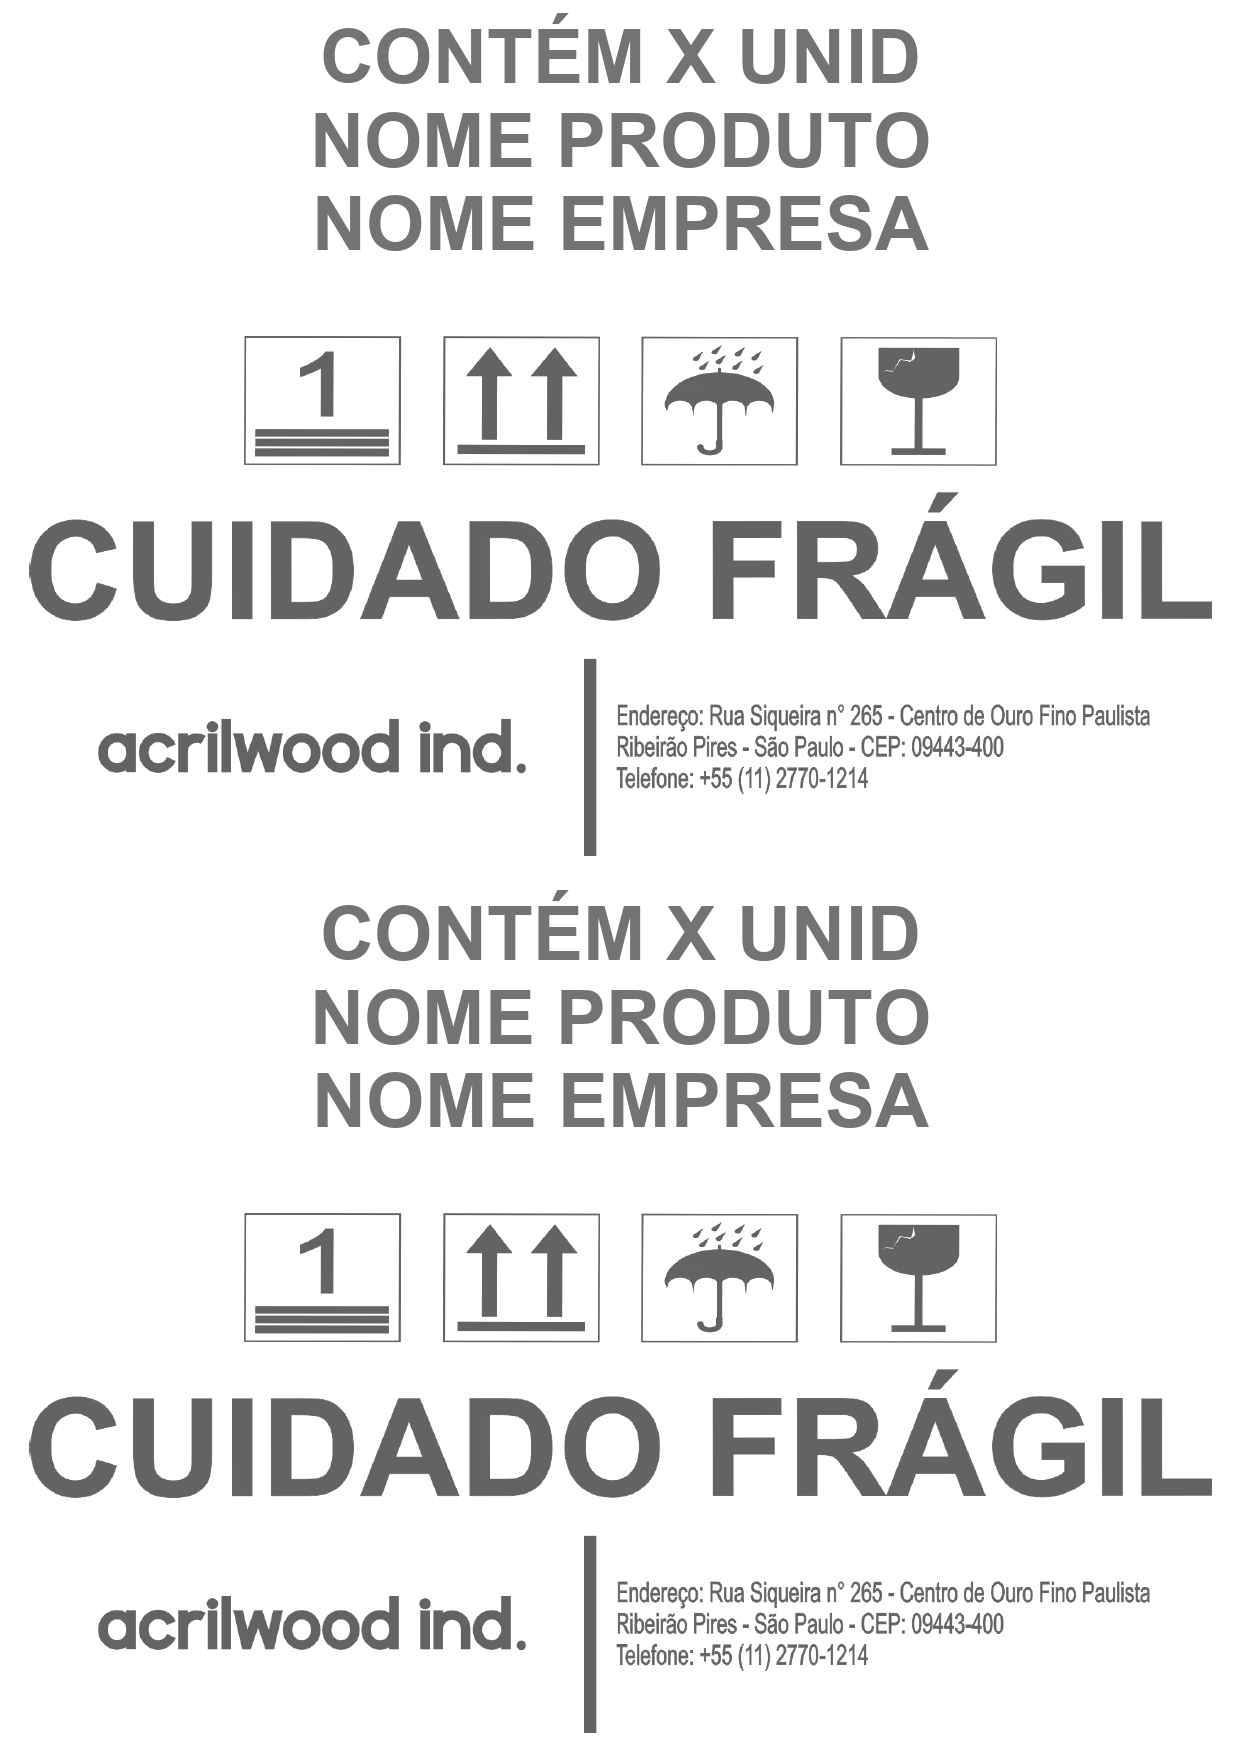 CONTÉM X UNID
NOME PRODUTO
NOME EMPRESA
1
CUIDADO FRÁGIL
acrilwood ind.
Endereço: Rua Siqueira n° 265 - Centro de Ouro Fino Paulista
Ribeirão Pires - São Paulo - CEP: 09443-400
Telefone: +55 (11) 2770-1214
CONTÉM X UNID
NOME PRODUTO
NOME EMPRESA
1
CUIDADO FRÁGIL
acrilwood ind.
Endereço: Rua Siqueira n° 265 - Centro de Ouro Fino Paulista
Ribeirão Pires - São Paulo - CEP: 09443-400
Telefone: +55 (11) 2770-1214